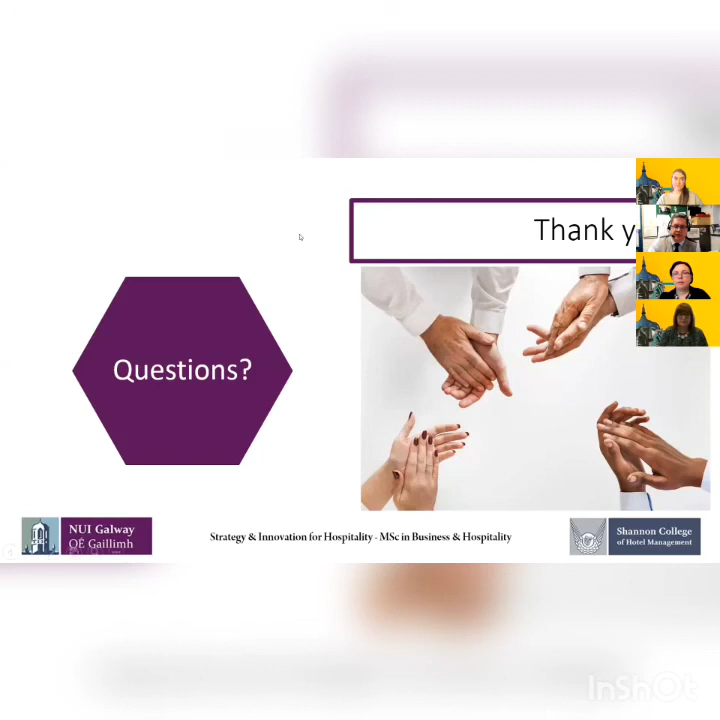 Thank y
Questions?
NUI Galway
OÉ Gaillimh
Strategy & Innovation for Hospitality - MSc in Business & Hospitality
Shannon College
of Hotel Management
InShOt